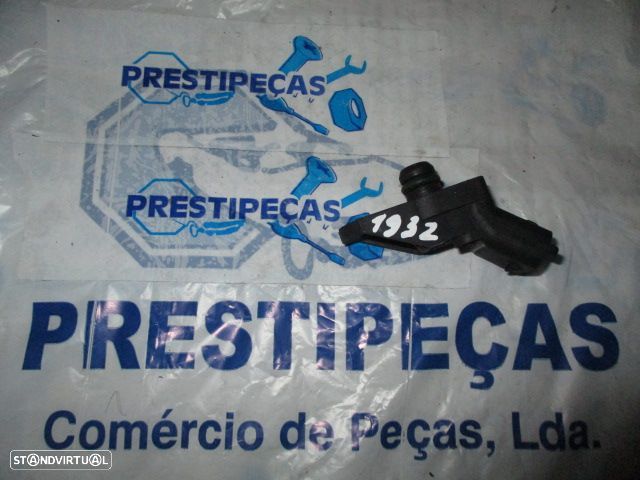 PRESTIPEÇAS
PRESTIPEÇAS
1932
PRESTIPEÇAS
Comércio de Peças, Lda.
STANDVIRTUAL